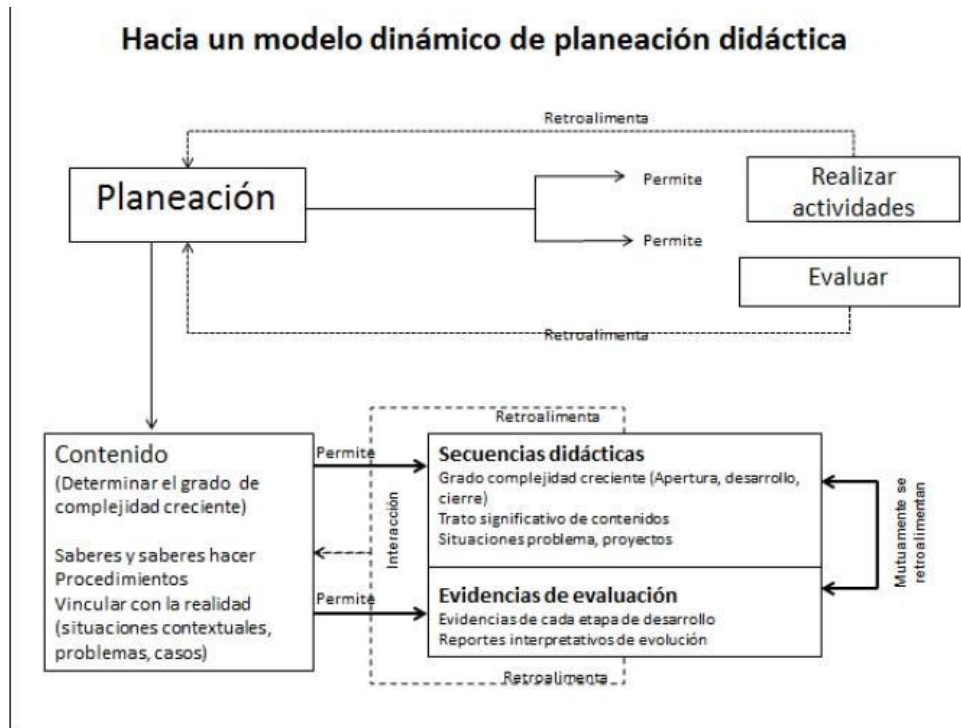 Hacia un modelo dinámico de planeación didáctica
Retroalimenta
Planeación
Permite
Permite
Realizar
actividades
Evaluar
Retroalimenta
Retroalimenta
Contenido
(Determinar el grado de
complejidad creciente)
Saberes y saberes hacer
Procedimientos
Vincular con la realidad
(situaciones contextuales,
problemas, casos)
Permite
Permite
Interacción
Secuencias didácticas
Grado complejidad creciente (Apertura, desarrollo,
cierre)
Trato significativo de contenidos
Situaciones problema, proyectos
Evidencias de evaluación
Evidencias de cada etapa de desarrollo
Reportes interpretativos de evolución
Mutuamente se
retroalimentan
Retroalimenta